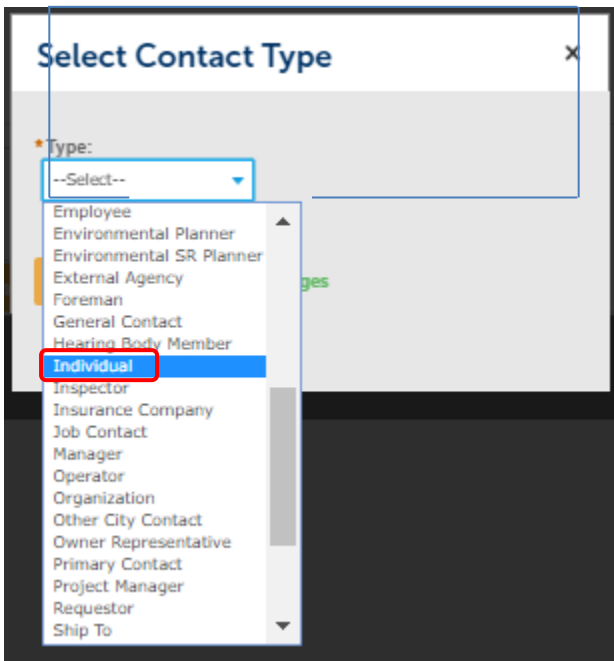 Select Contact Type ×
*Type:
--Select--
Employee
Environmental Planner
Environmental SR Planner
External Agency
ges
Foreman
General Contact
Hearing Body Member
Individual
Inspector
Insurance Company
Job Contact
Manager
Operator
Organization
Other City Contact
Owner Representative
Primary Contact
Project Manager
Requestor
Ship To